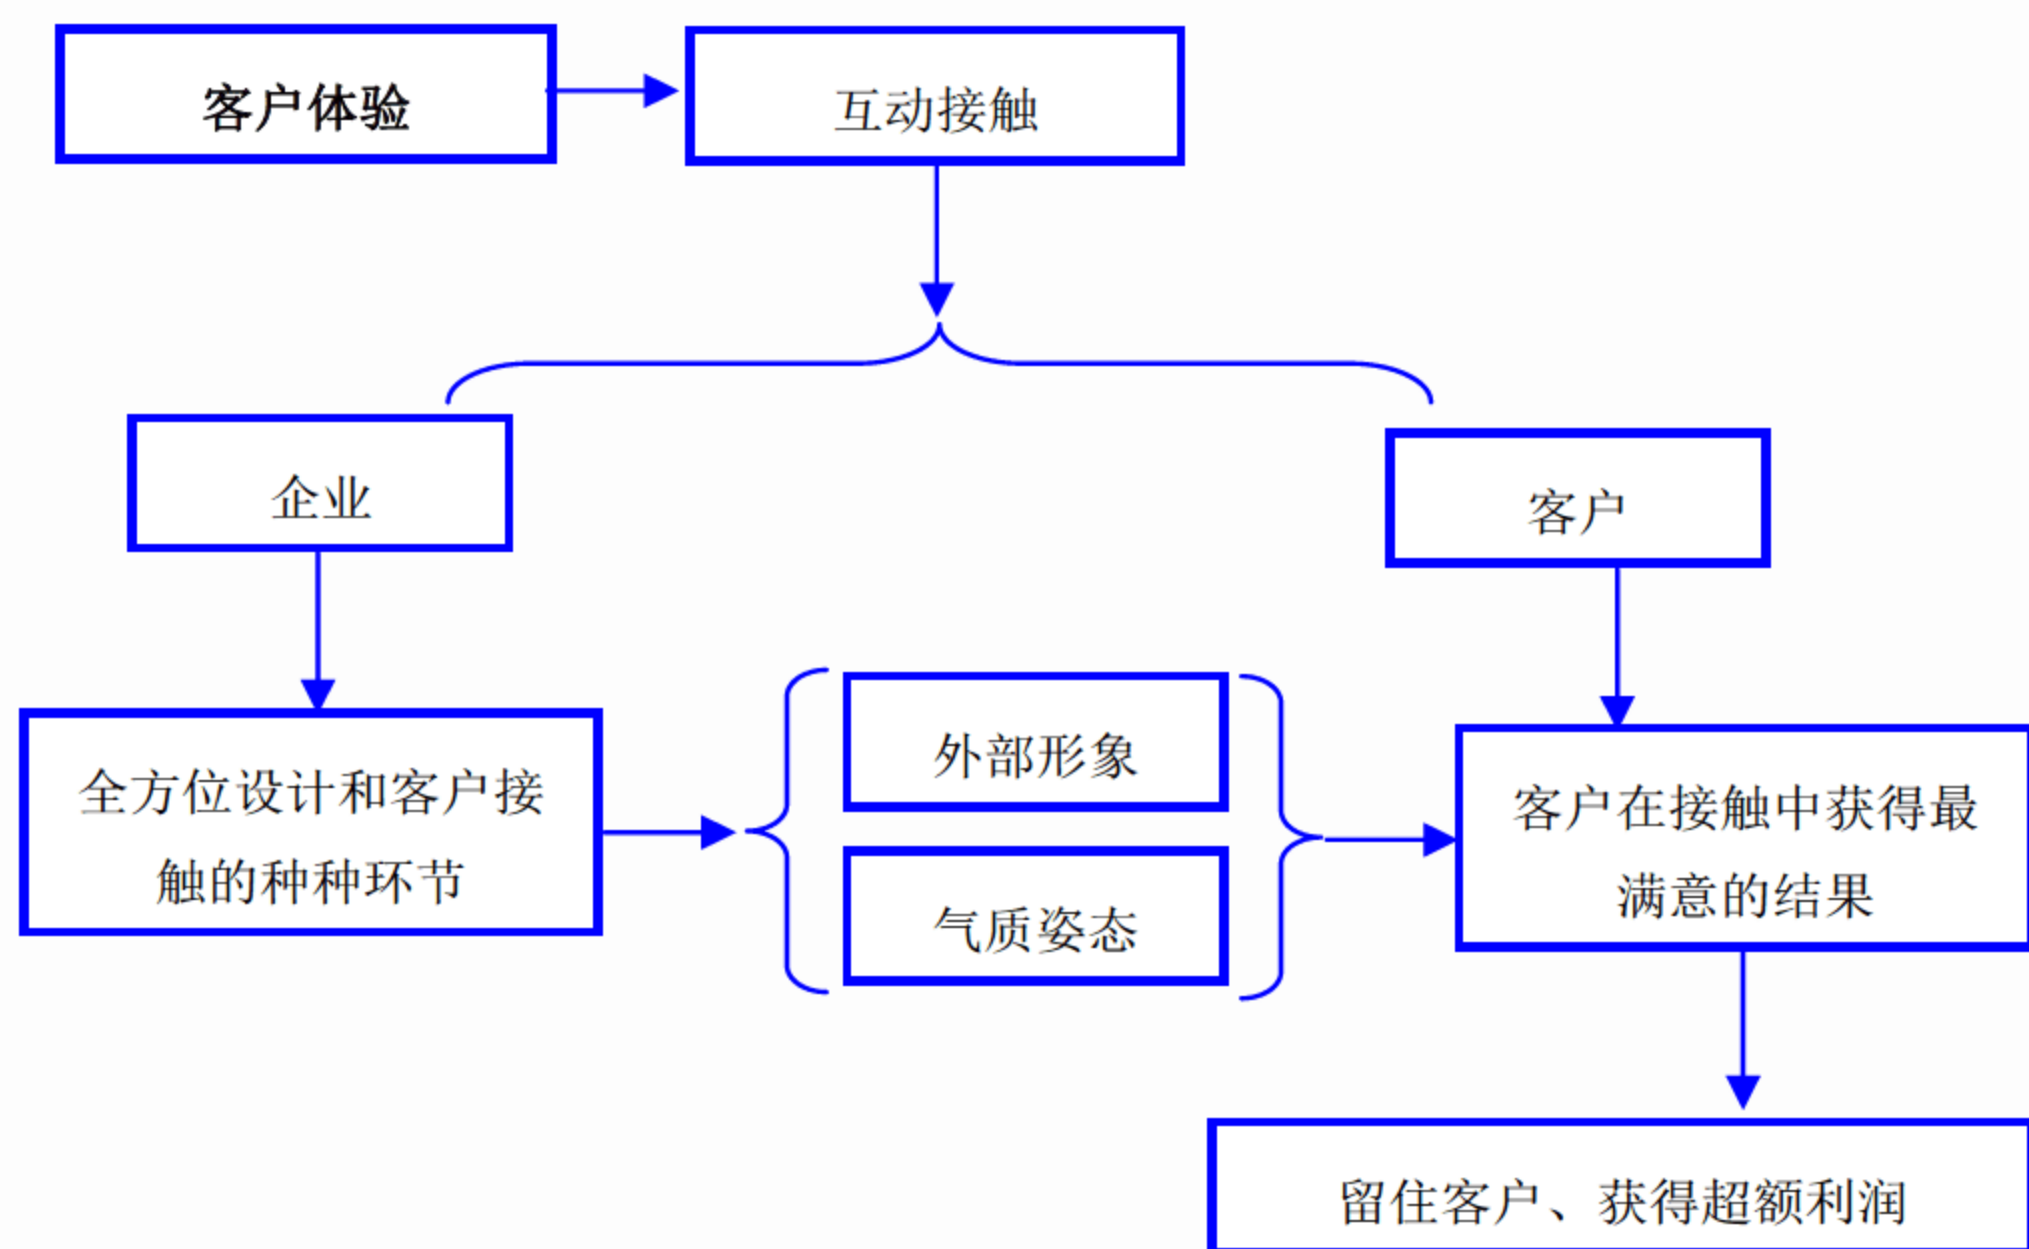 客户体验
互动接触
企业
客户
全方位设计和客户接
触的种种环节
外部形象
气质姿态
客户在接触中获得最
满意的结果
留住客户、获得超额利润